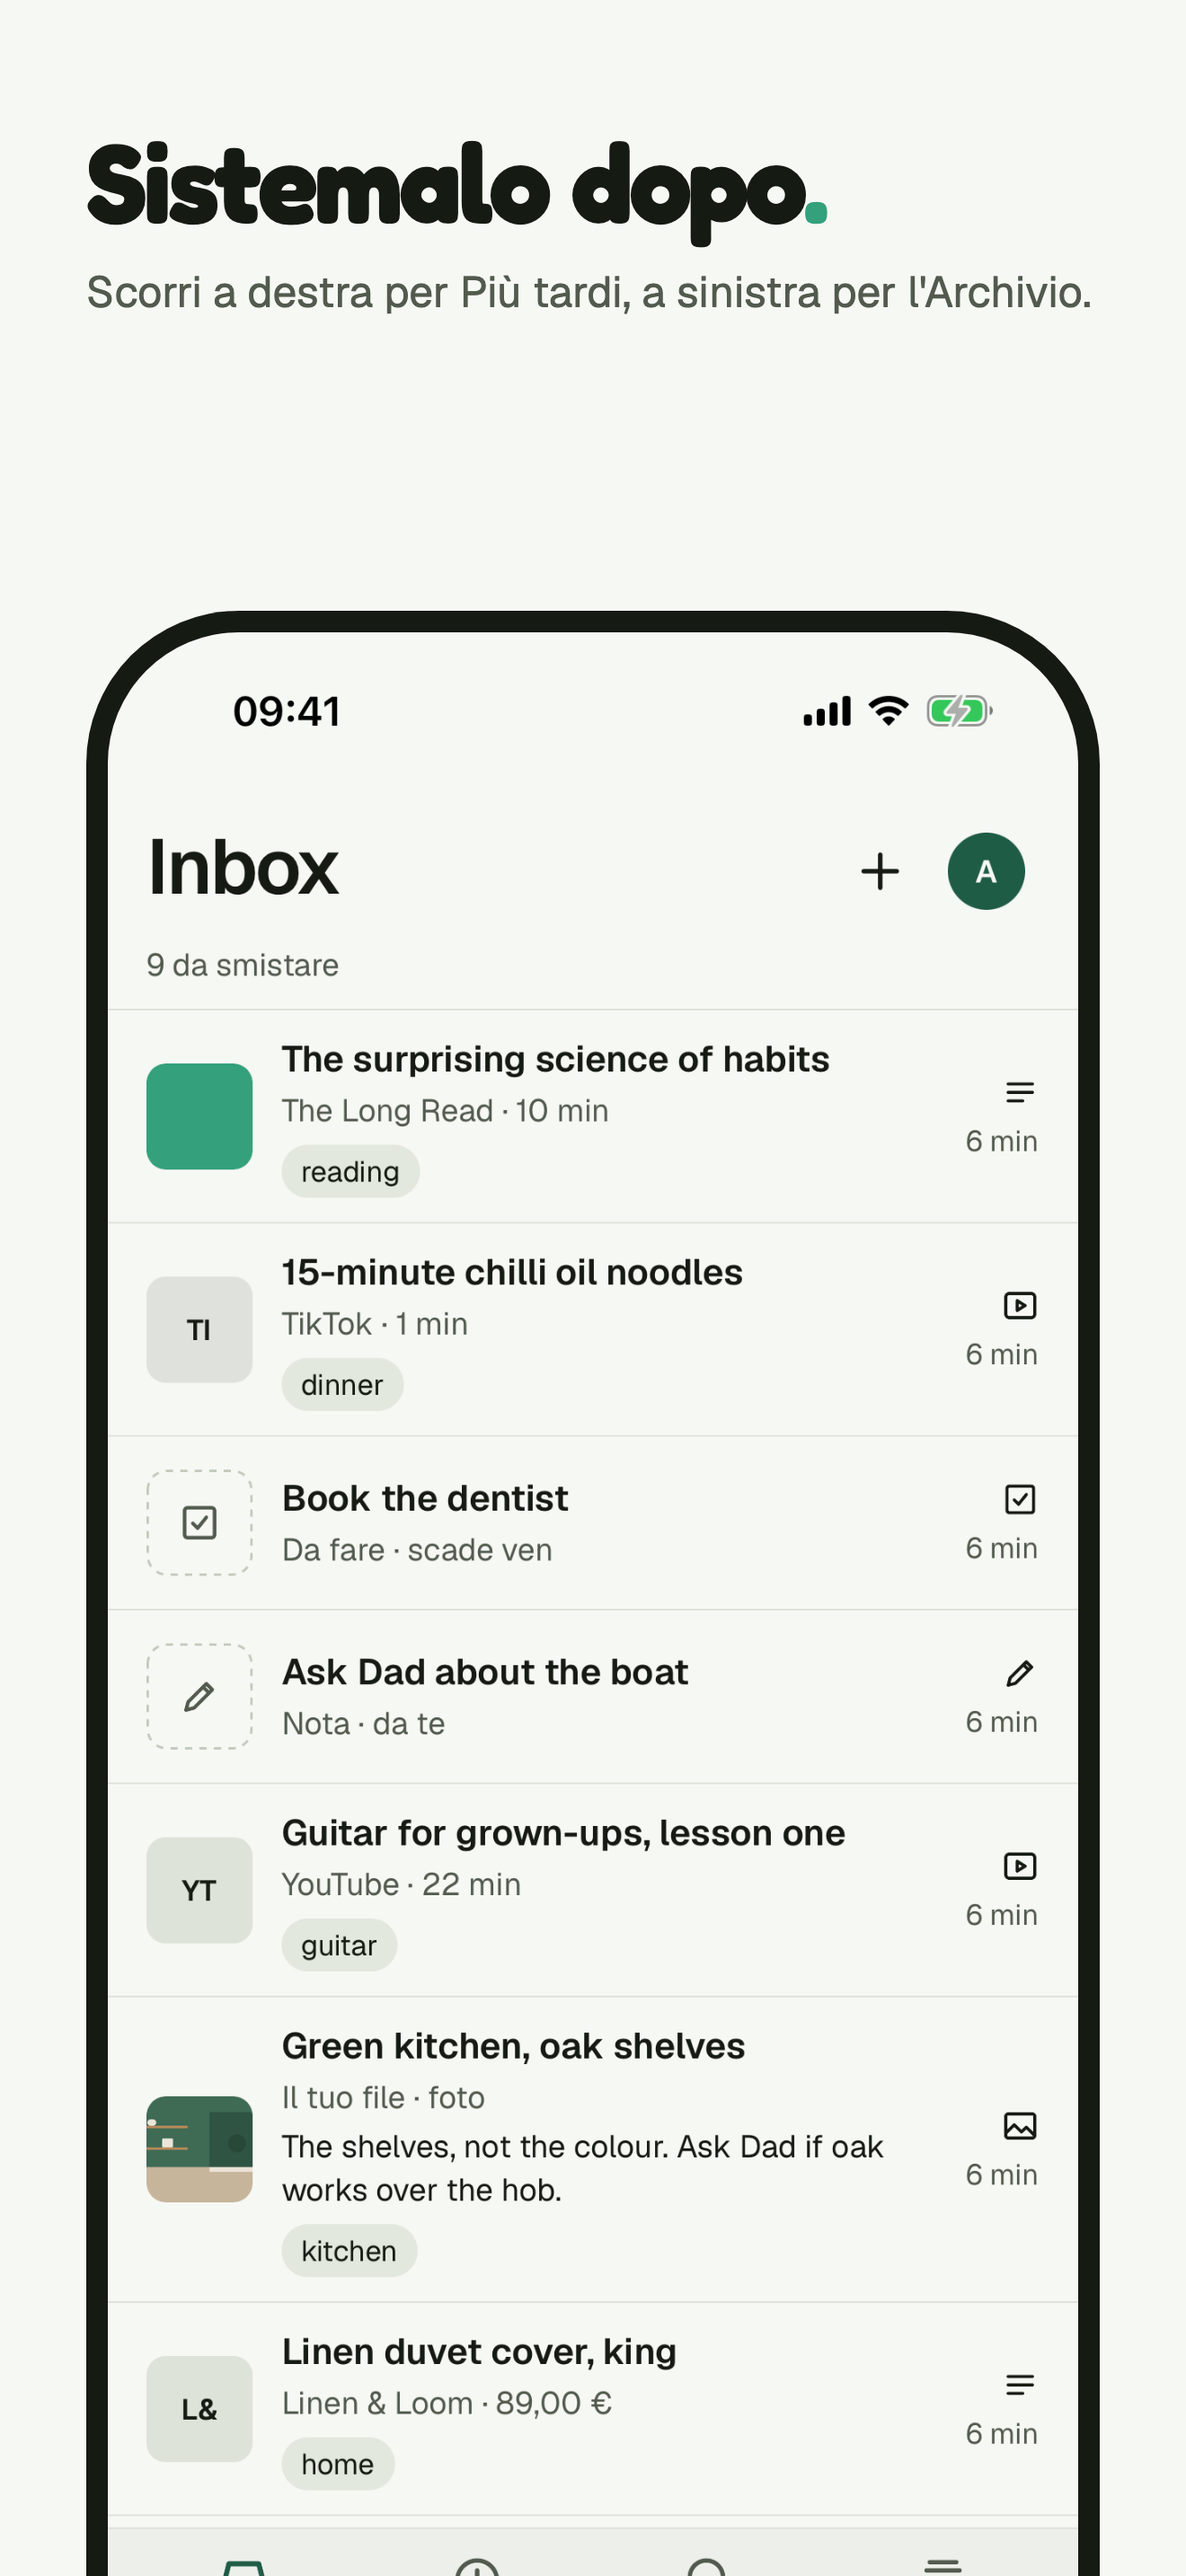 Sistemalo dopo.
Scorri a destra per Più tardi, a sinistra per l'Archivio.
09:41
Inbox
A
9 da smistare
The surprising science of habits
The Long Read · 10 min
reading
6 min
TI
15-minute chilli oil noodles
TikTok · 1 min
dinner
6 min
Book the dentist
Da fare · scade ven
6 min
Ask Dad about the boat
Nota · da te
6 min
YT
Guitar for grown-ups, lesson one
YouTube · 22 min
guitar
6 min
Green kitchen, oak shelves
Il tuo file · foto
The shelves, not the colour. Ask Dad if oak
works over the hob.
kitchen
6 min
L&
Linen duvet cover, king
Linen & Loom · 89,00 €
home
6 min